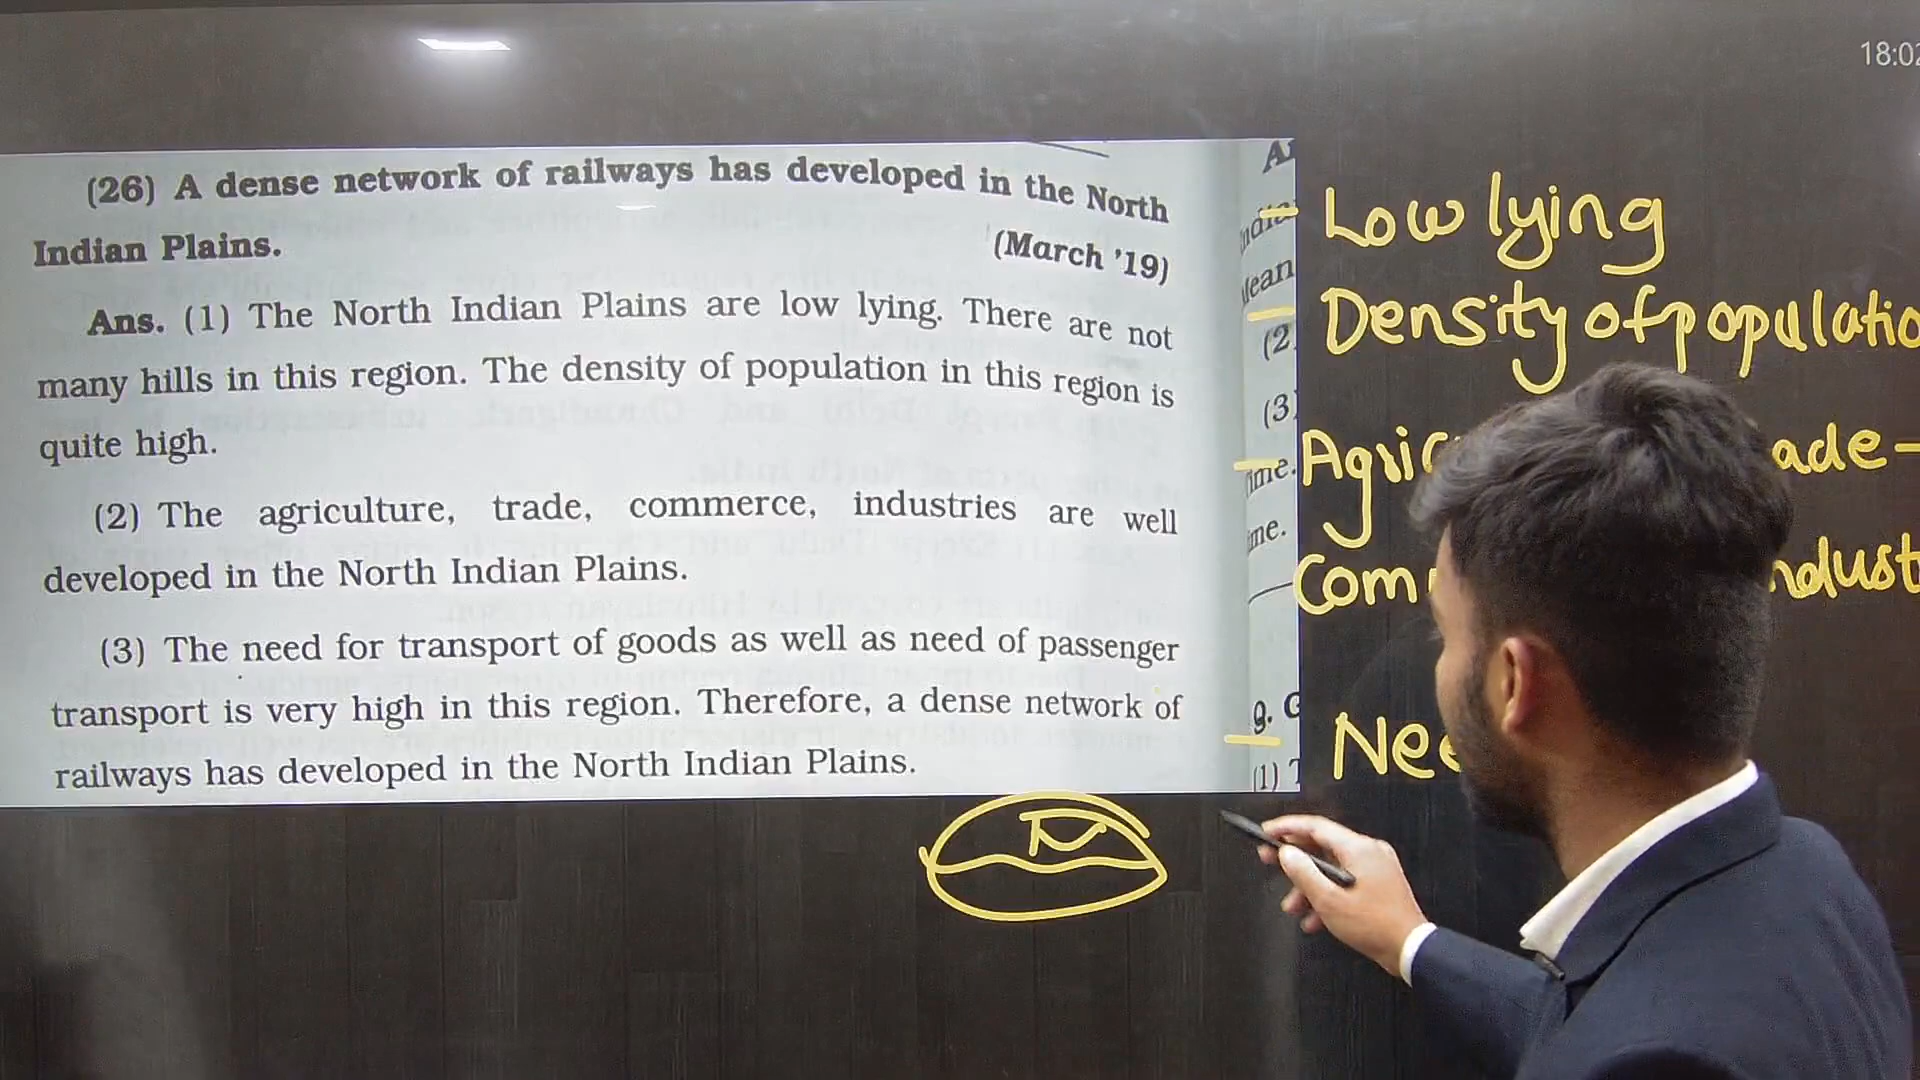 18:02
(26) A dense network of railways has developed in the North
Indian Plains.
(March '19)
Ans. (1) The North Indian Plains are low lying. There are not
many hills in this region. The density of population in this region is
quite high.
(2) The agriculture, trade, commerce, industries are well
developed in the North Indian Plains.
(3) The need for transport of goods as well as need of passenger
transport is very high in this region. Therefore, a dense network of
railways has developed in the North Indian Plains.
(2
(3)
ime.
me.
g. G
(1)
- Low lying
- Density of populatio
- Agric ade-
Com ndust
- Nee